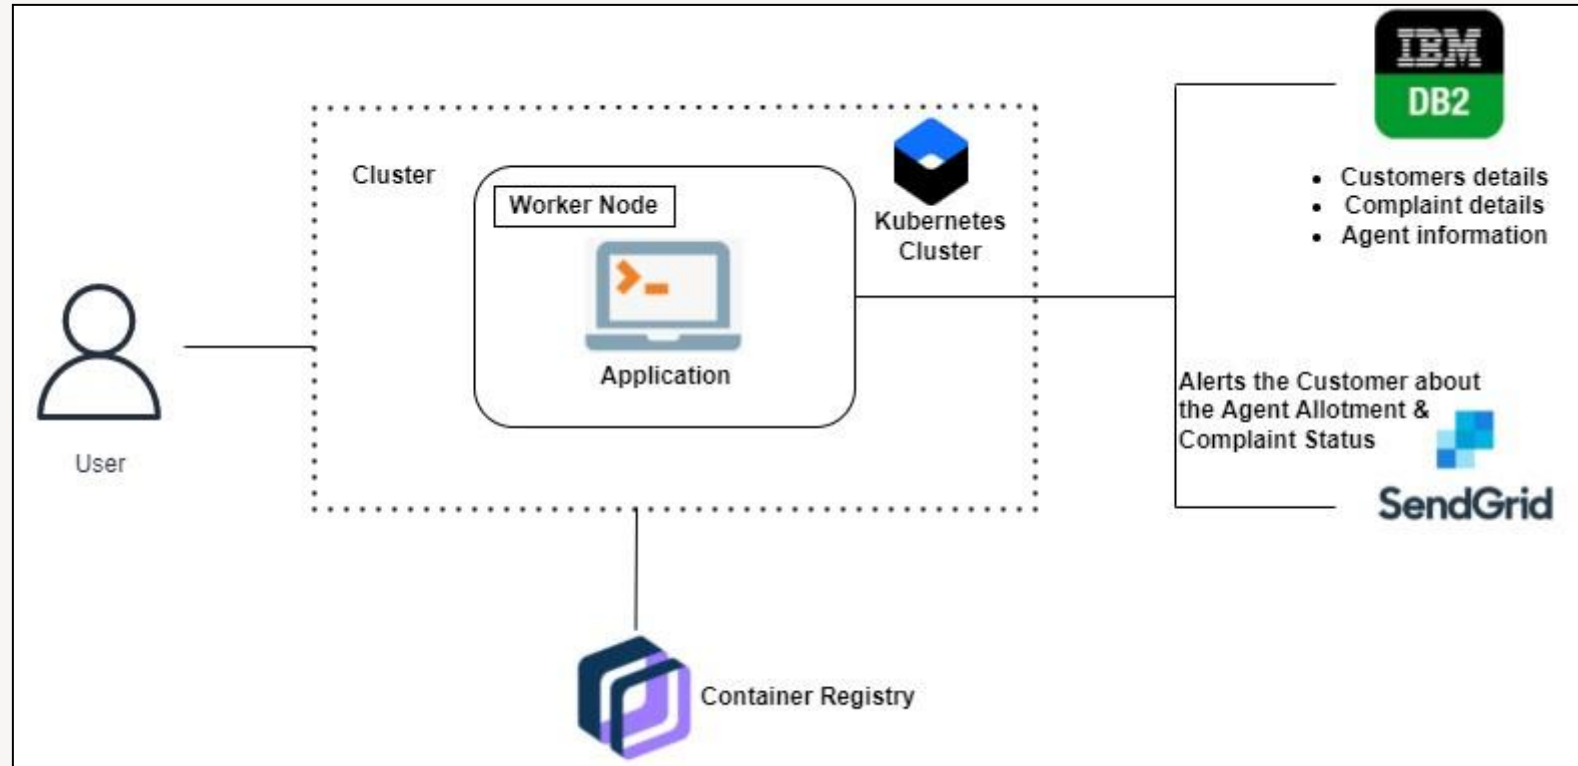 IBM
DB2
Customers details
Complaint details
Agent information
Cluster
Worker Node
Application
Kubernetes
Cluster
User
Alerts the Customer about
the Agent Allotment &
Complaint Status
SendGrid
Container Registry